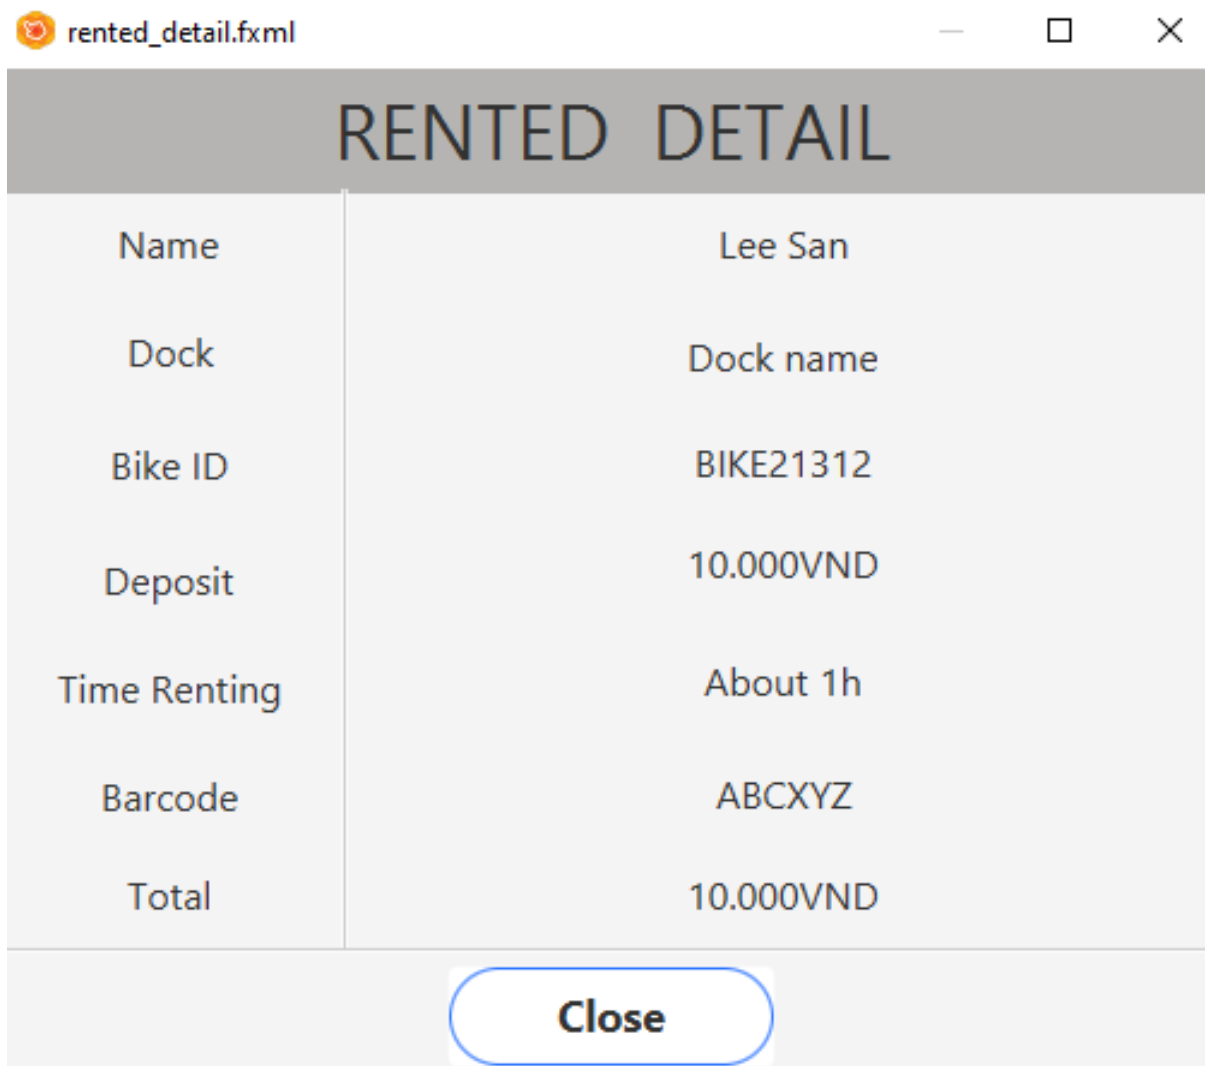 rented_detail.fxml
RENTED DETAIL
Name Lee San
Dock Dock name
Bike ID BIKE21312
Deposit 10.000VND
Time Renting About 1h
Barcode ABCXYZ
Total 10.000VND
Close